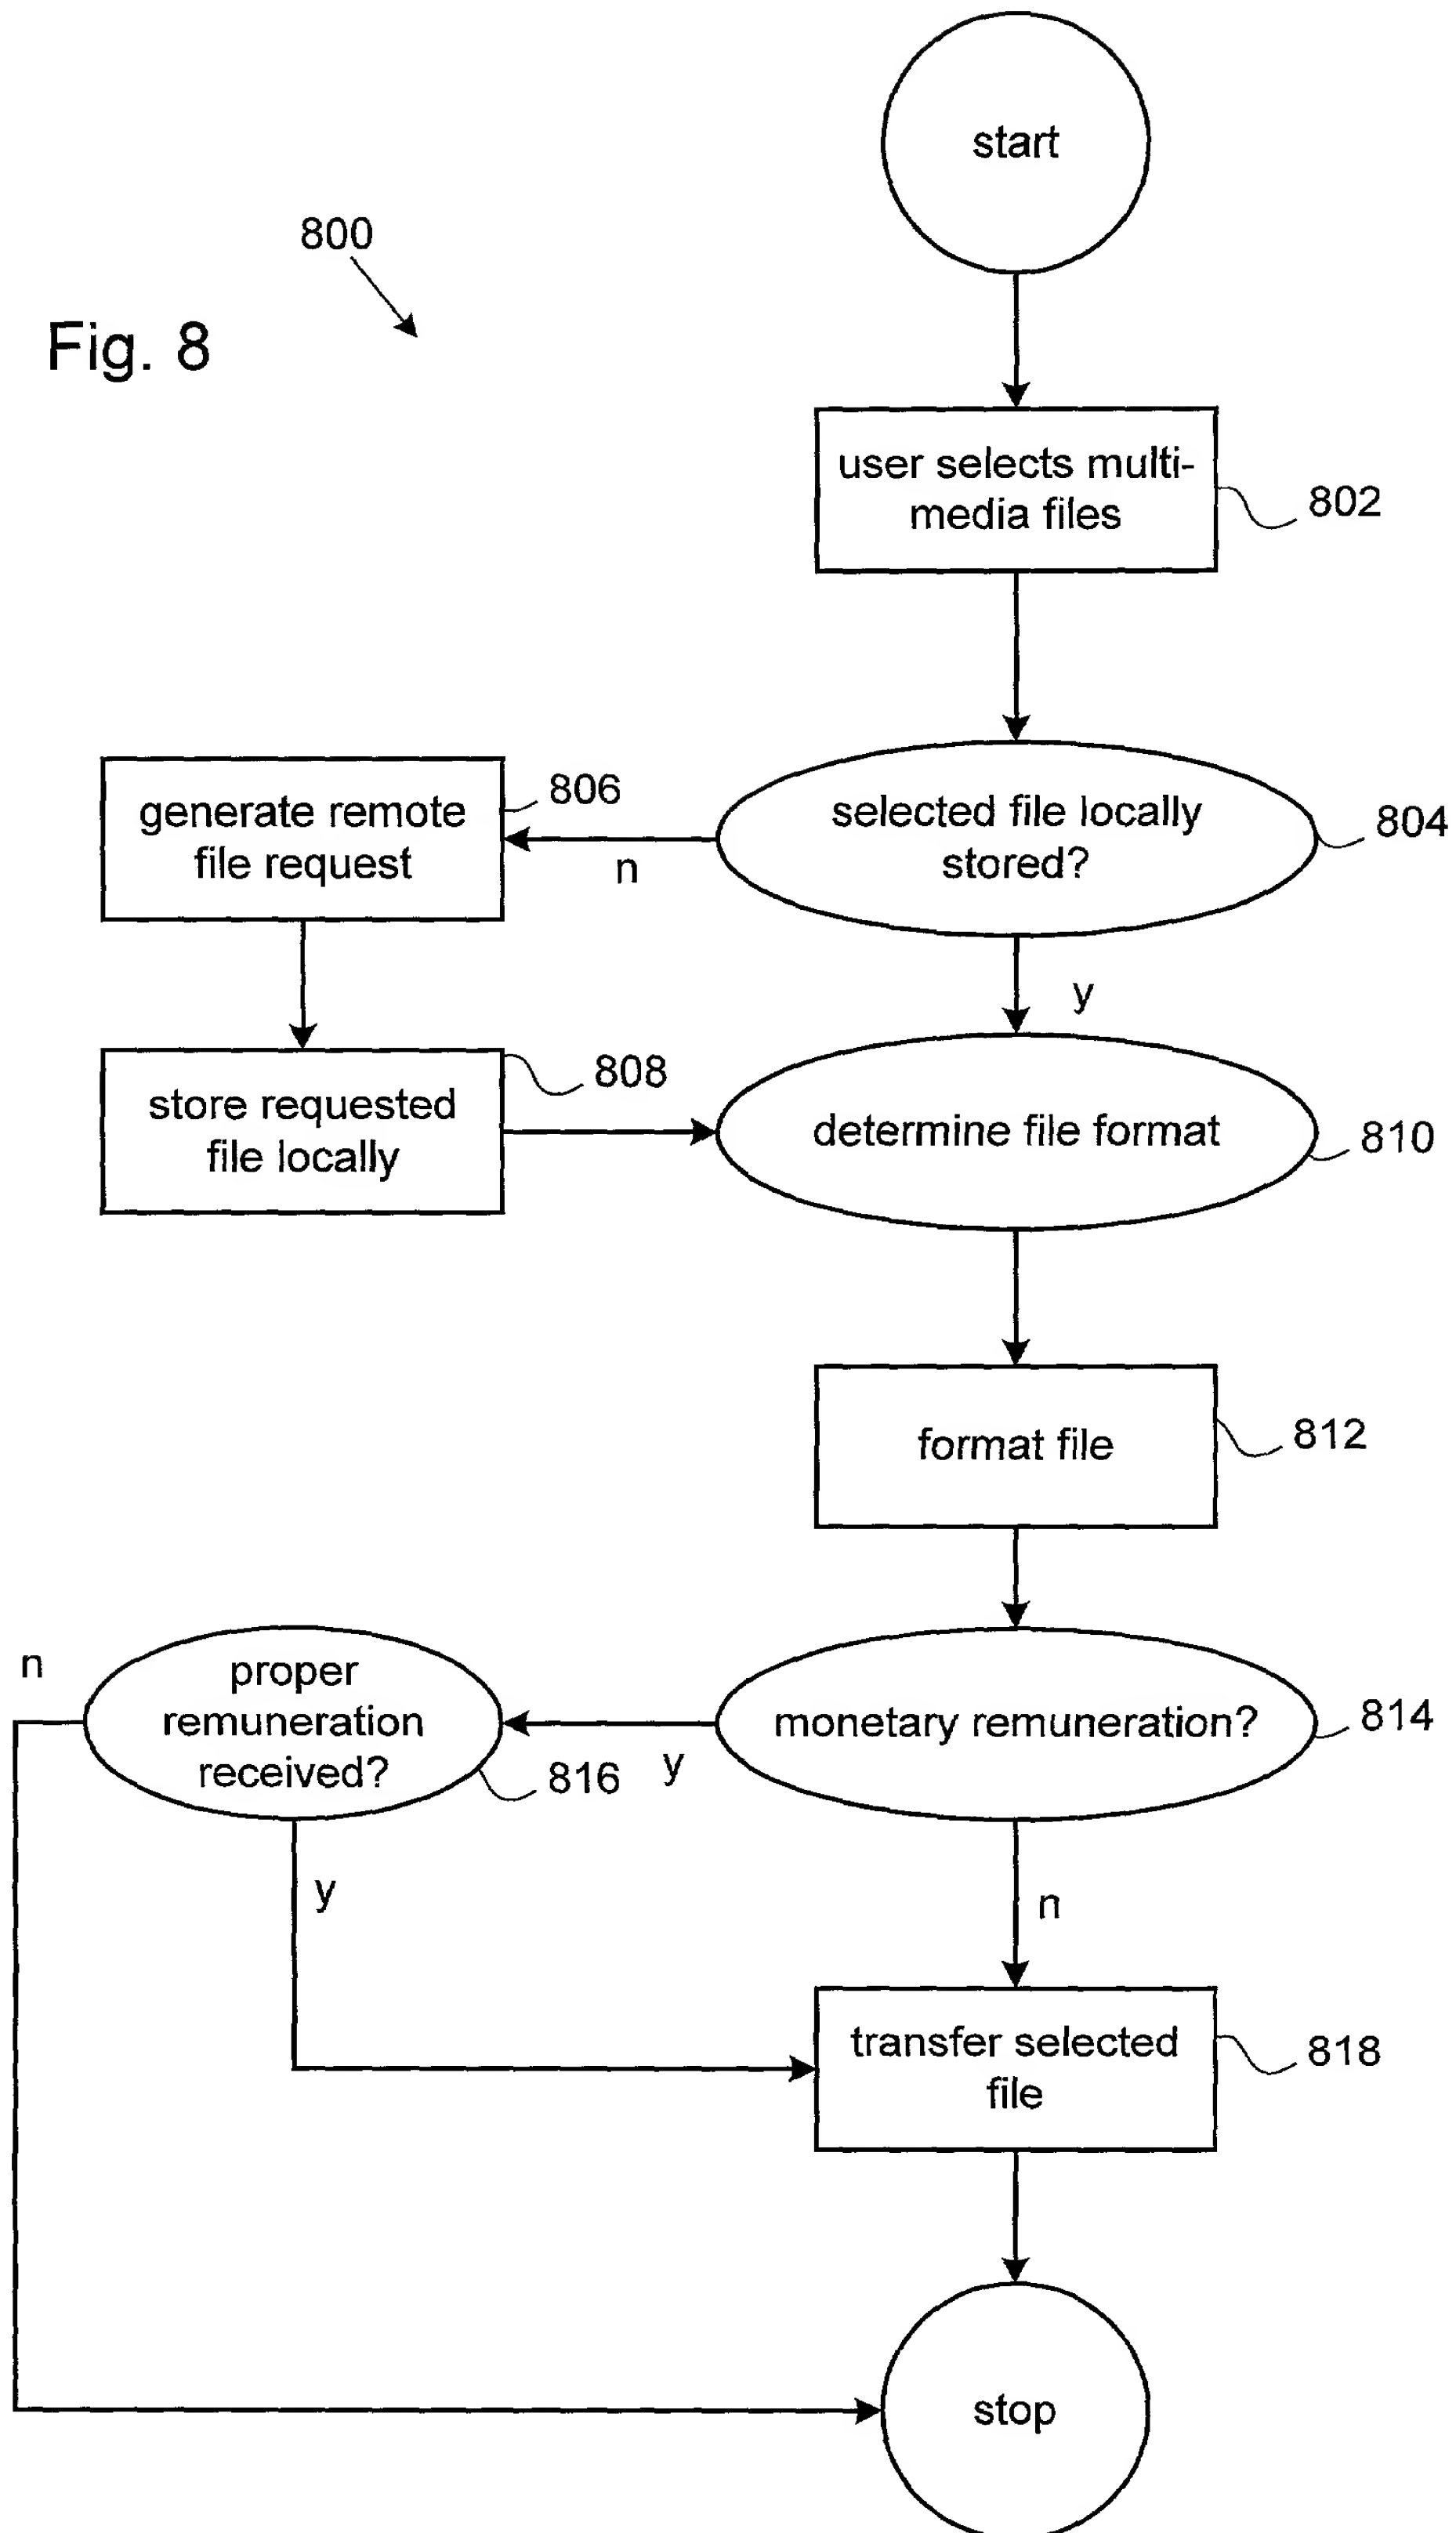 start
800
Fig. 8
user selects multi-
media files
802
selected file locally
stored?
804
generate remote
file request
806
n
y
store requested
file locally
808
determine file format
810
format file
812
n
proper
remuneration
received?
816
y
monetary remuneration?
814
y
n
transfer selected
file
818
stop